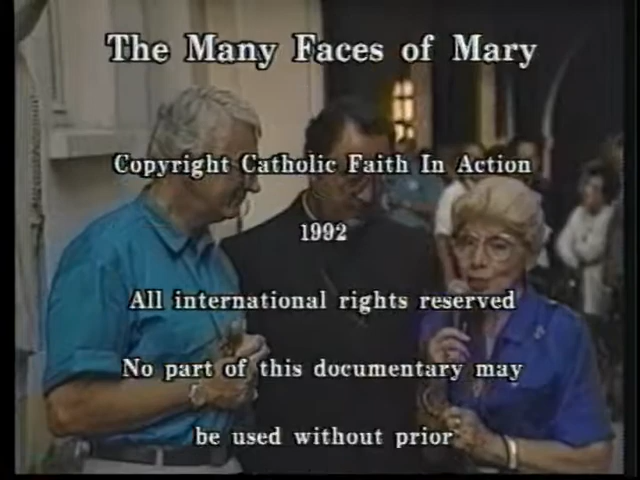 The Many Faces of Mary
Copyright Catholic Faith In Action
1992
All international rights reserved
No part of this documentary may
be used without prior